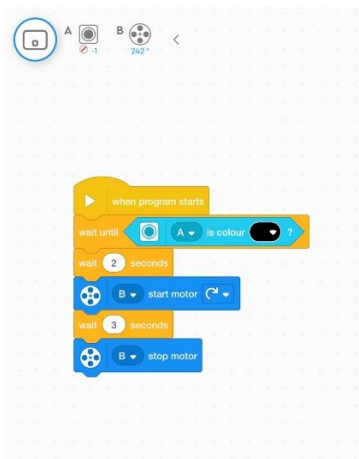 A B
-1 242°
when program starts
wait until A is colour ?
wait 2 seconds
B start motor
wait 3 seconds
B stop motor